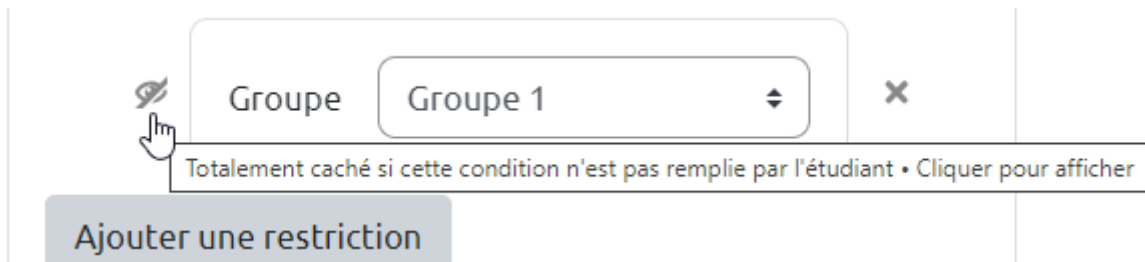 Groupe Groupe 1
Totalement caché si cette condition n'est pas remplie par l'étudiant • Cliquer pour afficher
Ajouter une restriction